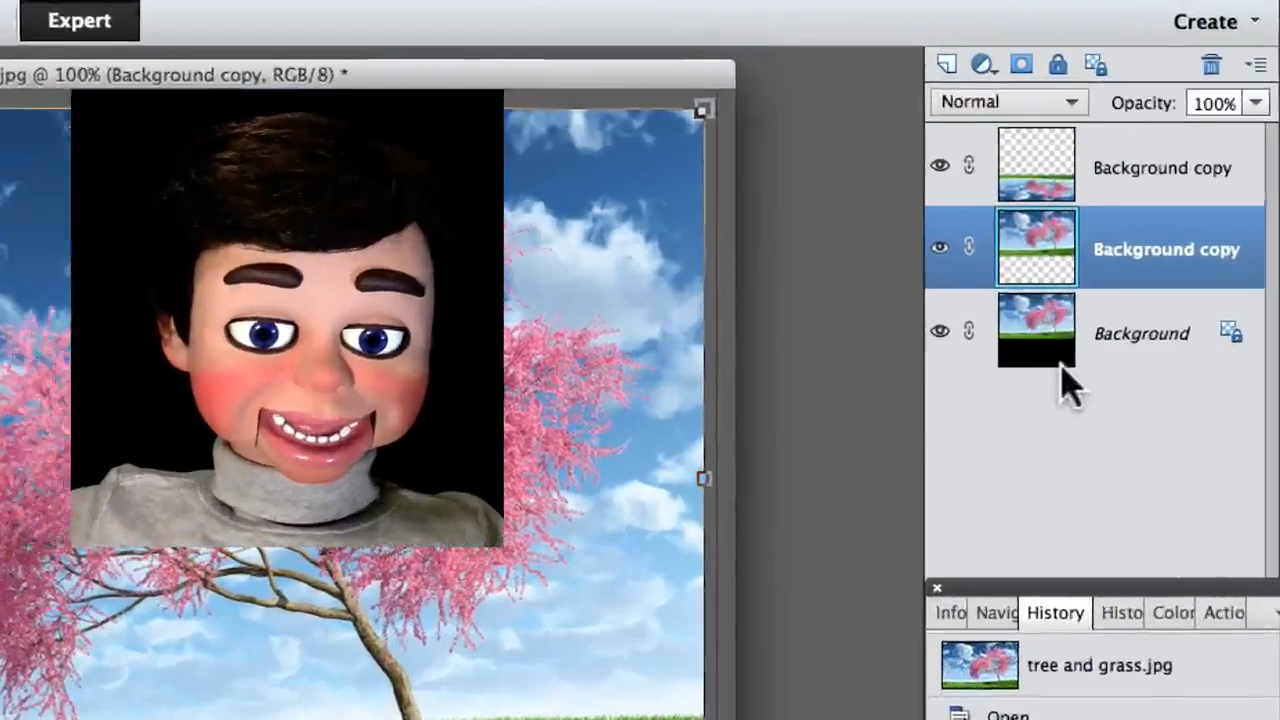 Expert
Create
jpg @ 100% (Background copy, RGB/8) *
Normal
Opacity: 100%
Background copy
Background copy
Background
Info Navig History Histo Color Actio
tree and grass.jpg
Open